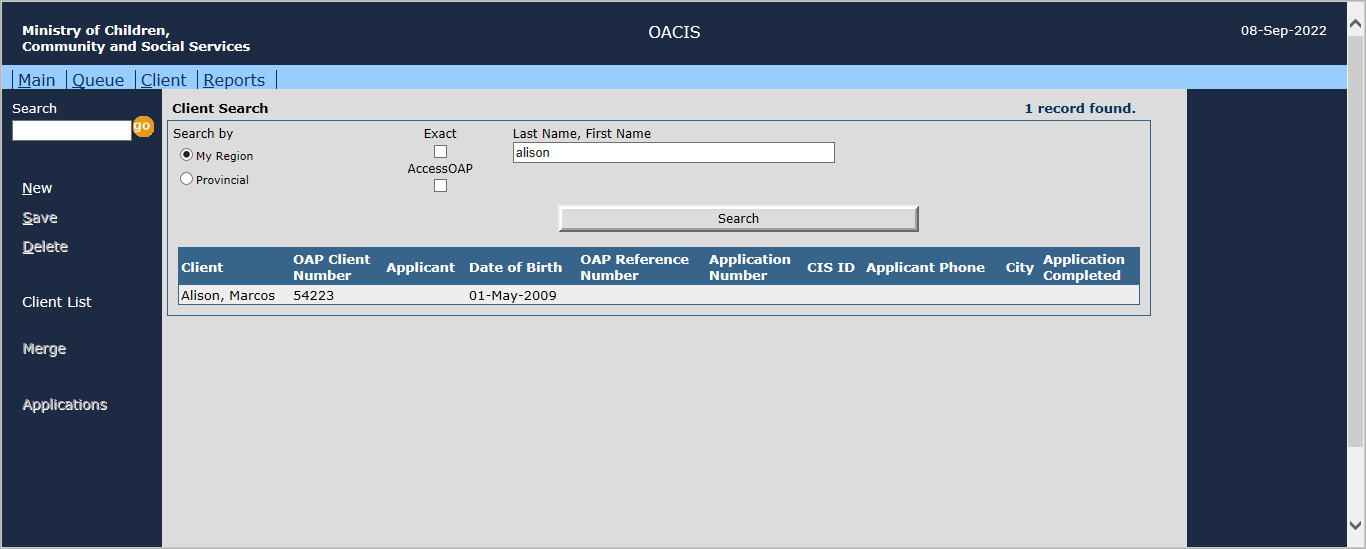 Ministry of Children,
Community and Social Services
OACIS
08-Sep-2022
Main Queue Client Reports
Search
go
New
Save
Delete
Client List
Merge
Applications
Client Search
1 record found.
Search by
My Region
Provincial
Exact
AccessOAP
Last Name, First Name
alison
Search
Client OAP Client Number Applicant Date of Birth OAP Reference Number Application Number CIS ID Applicant Phone City Application Completed
Alison, Marcos 54223 01-May-2009